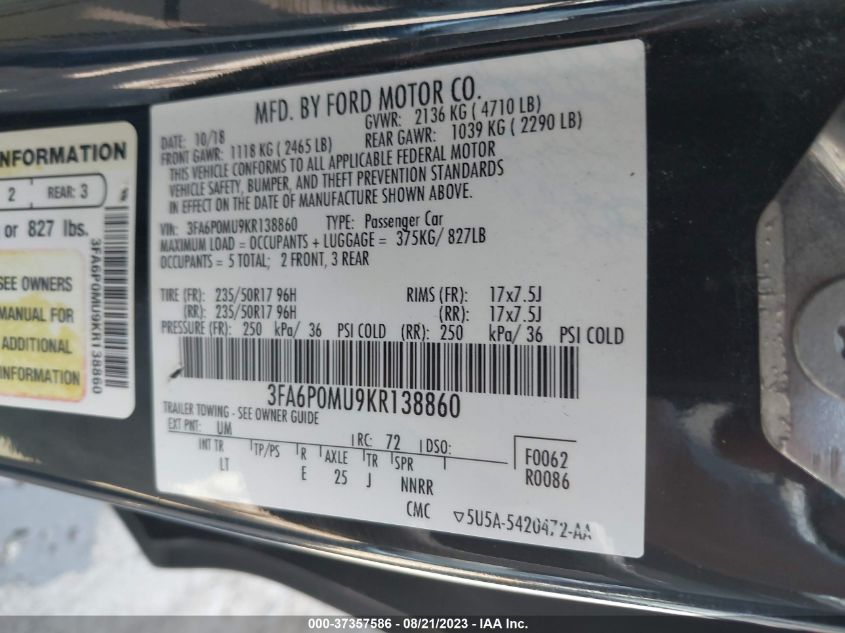 MFD. BY FORD MOTOR CO.
DATE: 10/18 GVWR: 2136 KG ( 4710 LB)
FRONT GAWR: 1118 KG ( 2465 LB) REAR GAWR: 1039 KG ( 2290 LB)
THIS VEHICLE CONFORMS TO ALL APPLICABLE FEDERAL MOTOR
VEHICLE SAFETY, BUMPER, AND THEFT PREVENTION STANDARDS
IN EFFECT ON THE DATE OF MANUFACTURE SHOWN ABOVE.
VIN: 3FA6P0MU9KR138860 TYPE: Passenger Car
MAXIMUM LOAD = OCCUPANTS + LUGGAGE = 375KG/ 827LB
OCCUPANTS = 5 TOTAL; 2 FRONT, 3 REAR
TIRE (FR): 235/50R17 96H RIMS (FR): 17x7.5J
(RR): 235/50R17 96H (RR): 17x7.5J
PRESSURE (FR): 250 kPa/ 36 PSI COLD (RR): 250 kPa/ 36 PSI COLD
3FA6P0MU9KR138860
TRAILER TOWING - SEE OWNER GUIDE
EXT PNT: UM RC: 72 DSO: F0062
INT TR TP/PS R AXLE TR SPR R0086
LT E 25 J NNRR
CMC ▽5U5A-5420472-AA
INFORMATION
2 REAR: 3
or 827 lbs.
SEE OWNERS
MANUAL FOR
ADDITIONAL
INFORMATION
3FA6P0MU9KR138860
000-37357586 - 08/21/2023 - IAA Inc.